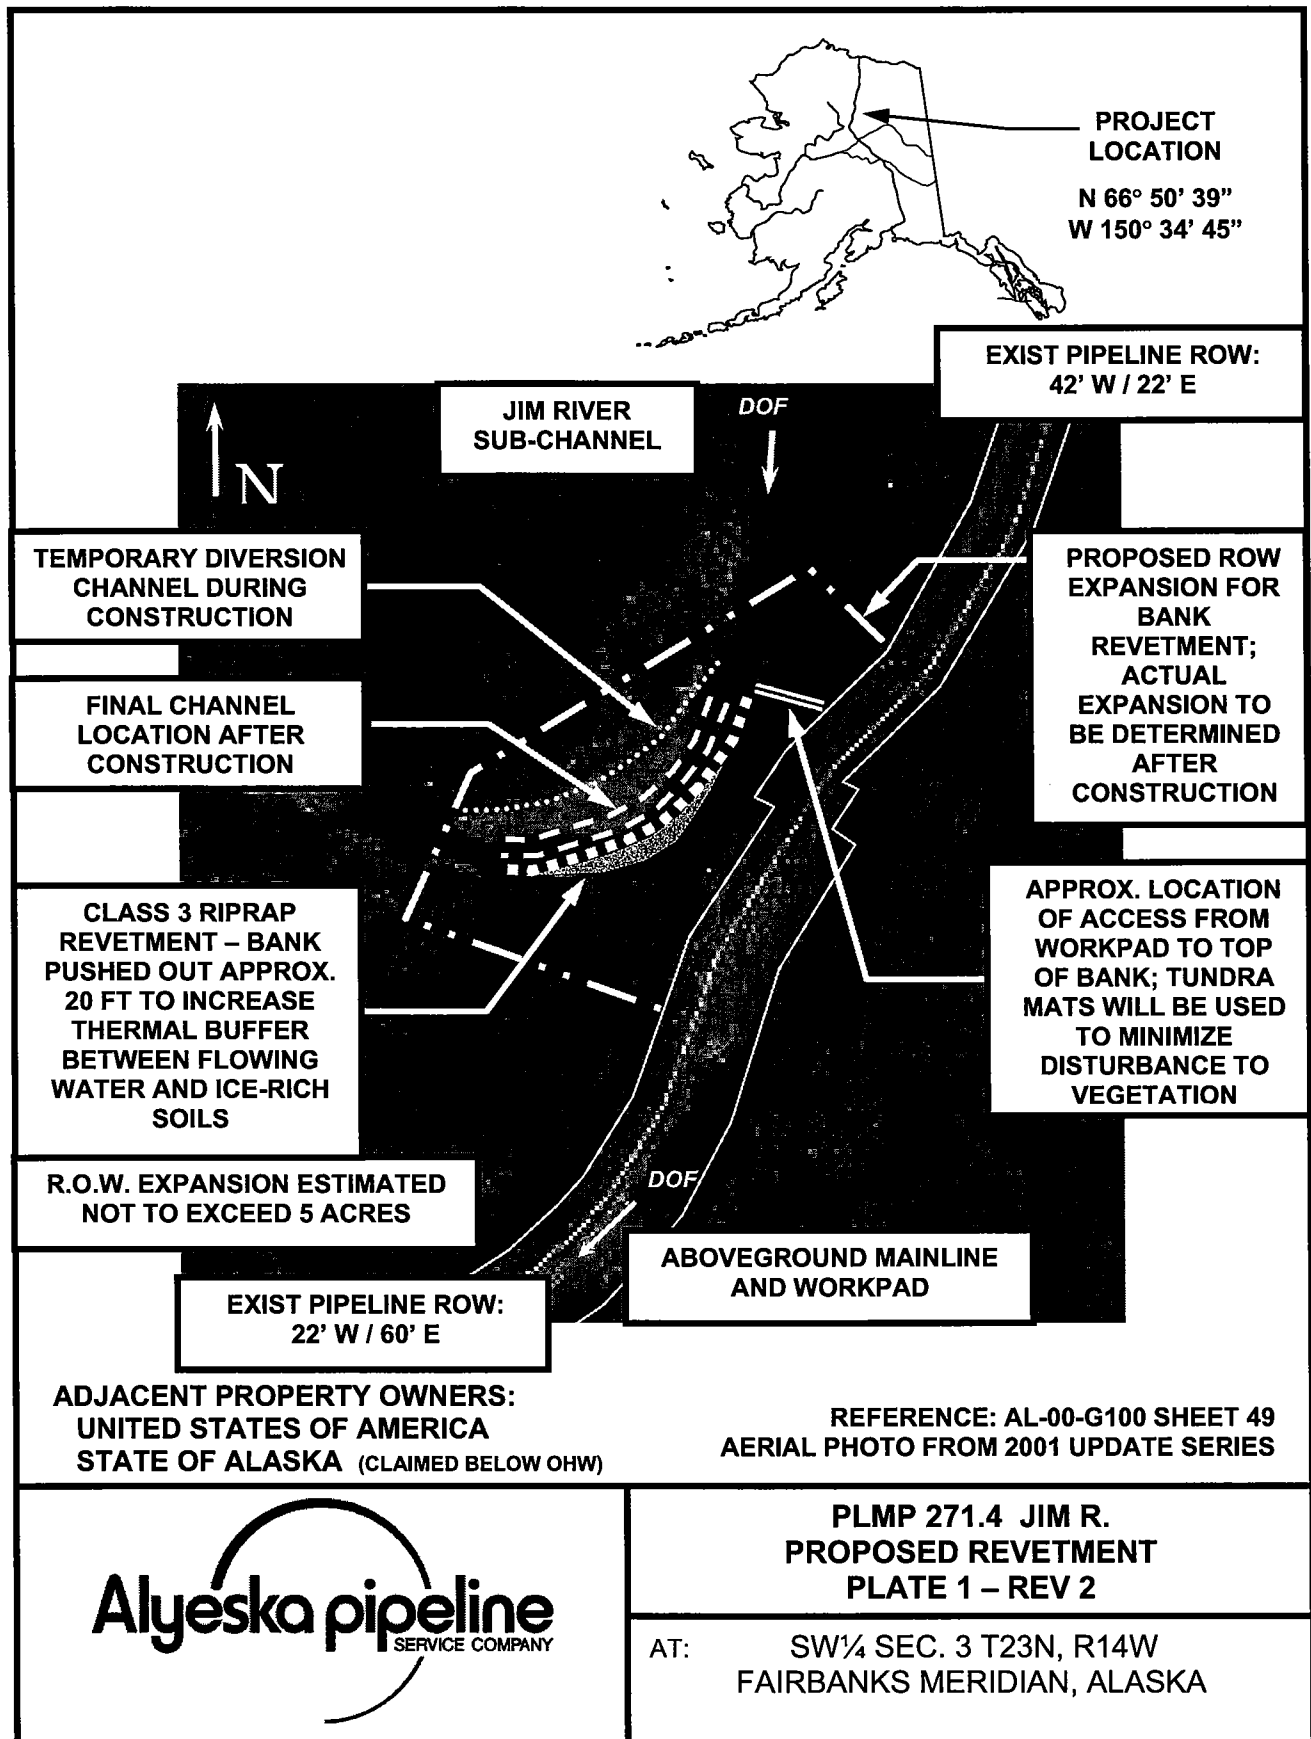 PROJECT
LOCATION
N 66° 50' 39"
W 150° 34' 45"
EXIST PIPELINE ROW:
42' W / 22' E
JIM RIVER
SUB-CHANNEL
DOF
N
TEMPORARY DIVERSION
CHANNEL DURING
CONSTRUCTION
PROPOSED ROW
EXPANSION FOR
BANK
REVETMENT;
ACTUAL
EXPANSION TO
BE DETERMINED
AFTER
CONSTRUCTION
FINAL CHANNEL
LOCATION AFTER
CONSTRUCTION
CLASS 3 RIPRAP
REVETMENT – BANK
PUSHED OUT APPROX.
20 FT TO INCREASE
THERMAL BUFFER
BETWEEN FLOWING
WATER AND ICE-RICH
SOILS
APPROX. LOCATION
OF ACCESS FROM
WORKPAD TO TOP
OF BANK; TUNDRA
MATS WILL BE USED
TO MINIMIZE
DISTURBANCE TO
VEGETATION
R.O.W. EXPANSION ESTIMATED
NOT TO EXCEED 5 ACRES
DOF
ABOVEGROUND MAINLINE
AND WORKPAD
EXIST PIPELINE ROW:
22' W / 60' E
ADJACENT PROPERTY OWNERS:
UNITED STATES OF AMERICA
STATE OF ALASKA (CLAIMED BELOW OHW)
REFERENCE: AL-00-G100 SHEET 49
AERIAL PHOTO FROM 2001 UPDATE SERIES
Alyeska pipeline
SERVICE COMPANY
PLMP 271.4 JIM R.
PROPOSED REVETMENT
PLATE 1 – REV 2
AT: SW¼ SEC. 3 T23N, R14W
FAIRBANKS MERIDIAN, ALASKA